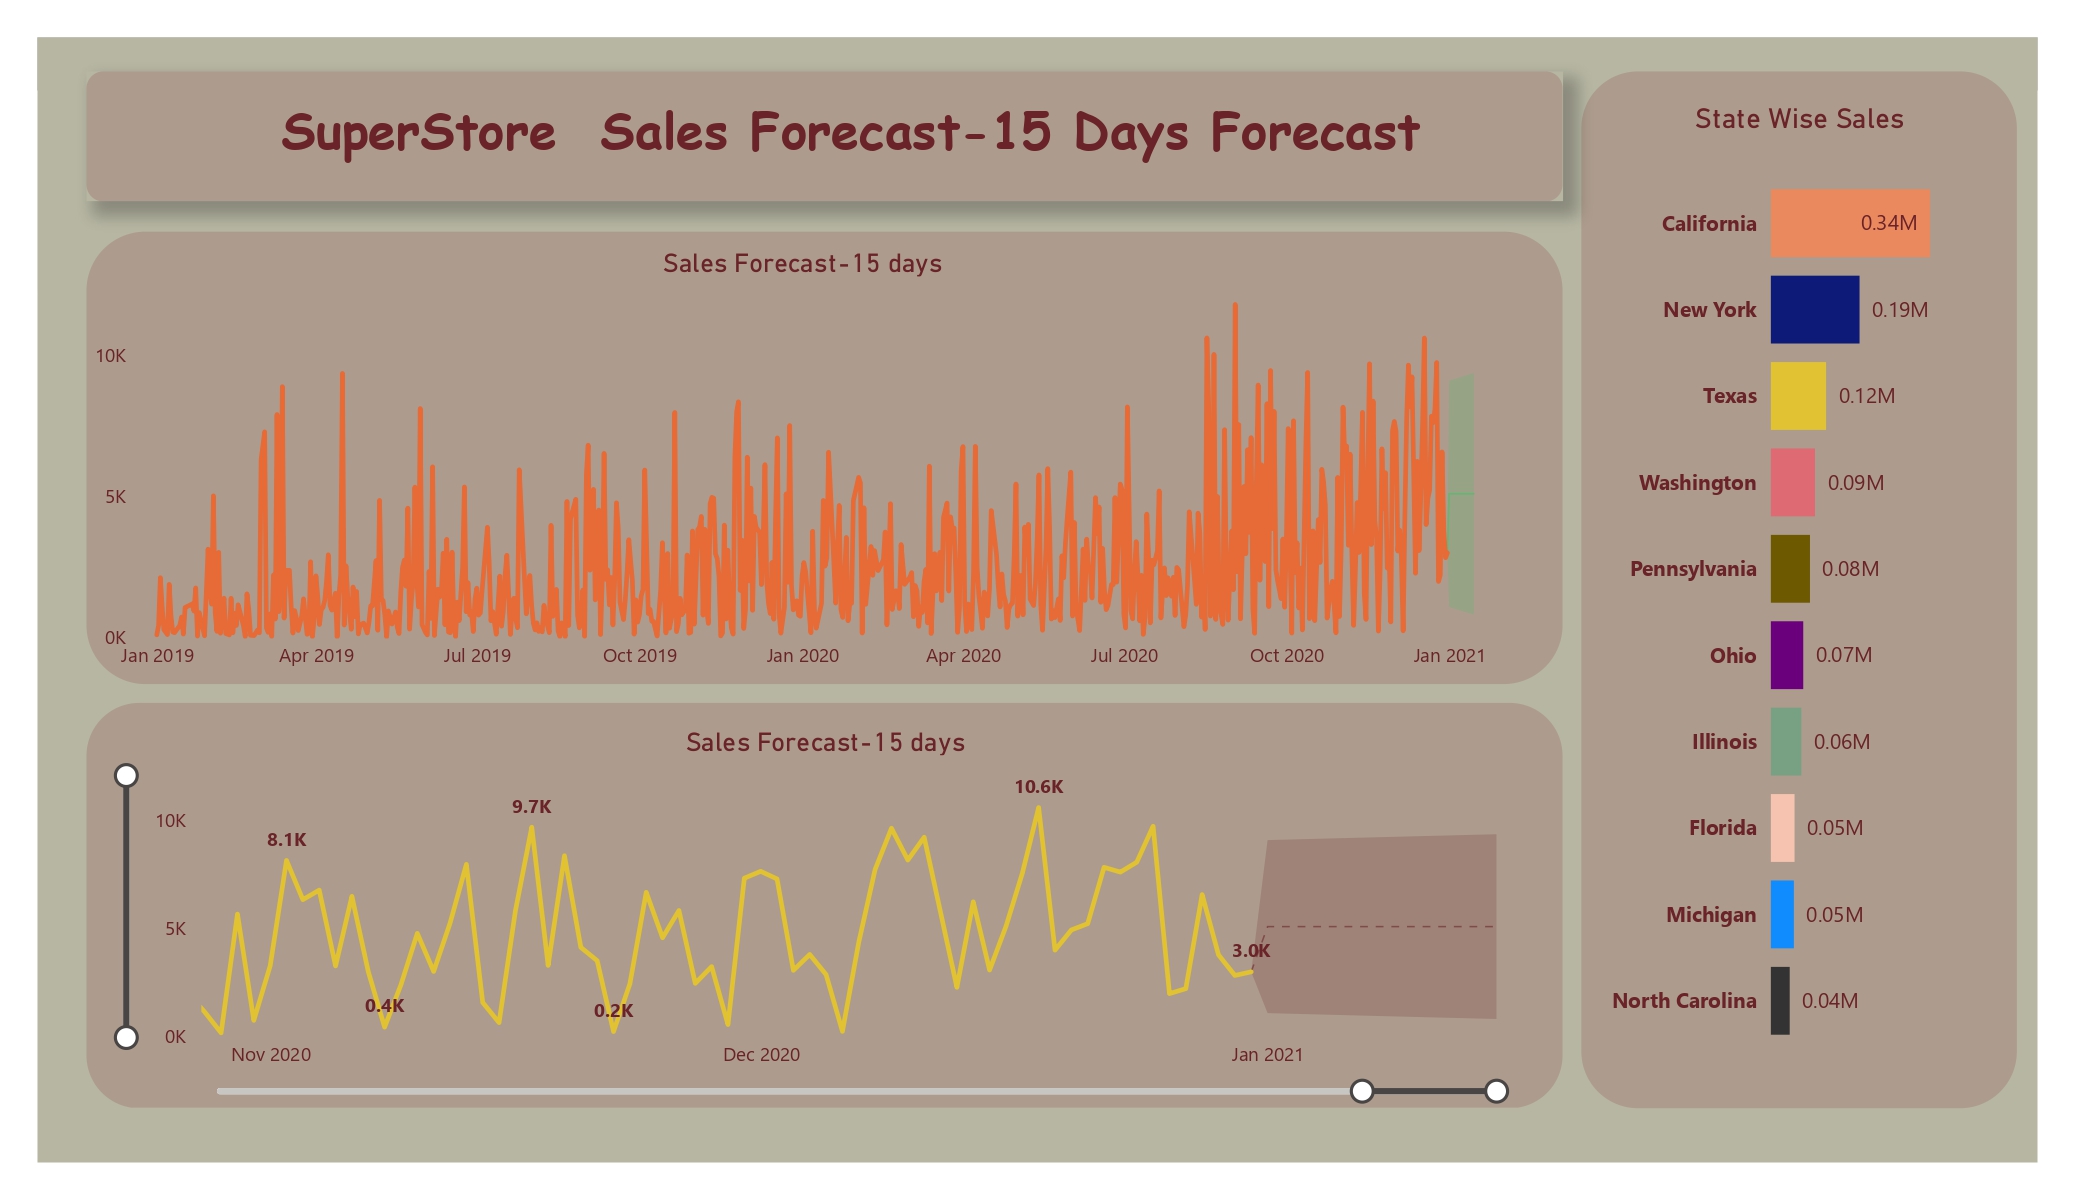 SuperStore  Sales Forecast-15 Days Forecast
Sales Forecast-15 days
10K
5K
0K
Jan 2019 Apr 2019 Jul 2019 Oct 2019 Jan 2020 Apr 2020 Jul 2020 Oct 2020 Jan 2021
Sales Forecast-15 days
10K
5K
0K
8.1K
9.7K
10.6K
0.4K
0.2K
3.0K
Nov 2020 Dec 2020 Jan 2021
State Wise Sales
California 0.34M
New York 0.19M
Texas 0.12M
Washington 0.09M
Pennsylvania 0.08M
Ohio 0.07M
Illinois 0.06M
Florida 0.05M
Michigan 0.05M
North Carolina 0.04M